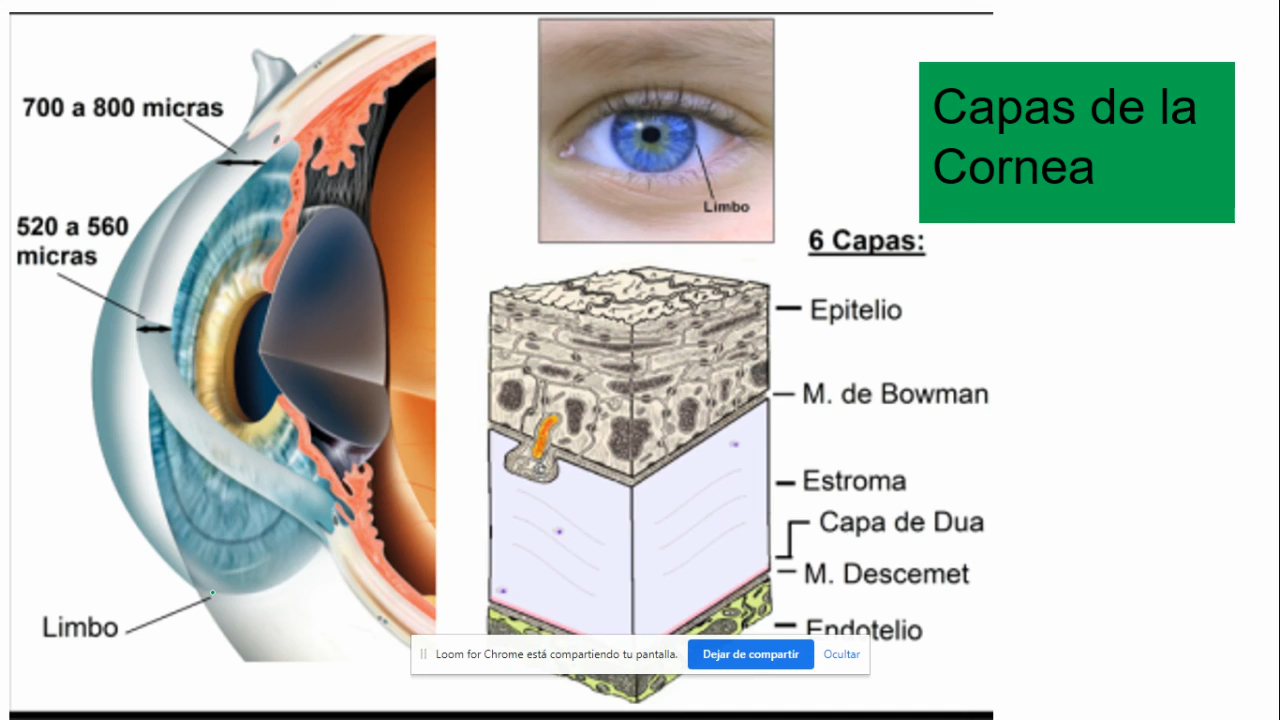 Capas de la
Cornea
700 a 800 micras
520 a 560
micras
Limbo
Limbo
6 Capas:
Epitelio
M. de Bowman
Estroma
Capa de Dua
M. Descemet
Endotelio
Loom for Chrome está compartiendo tu pantalla.
Dejar de compartir
Ocultar